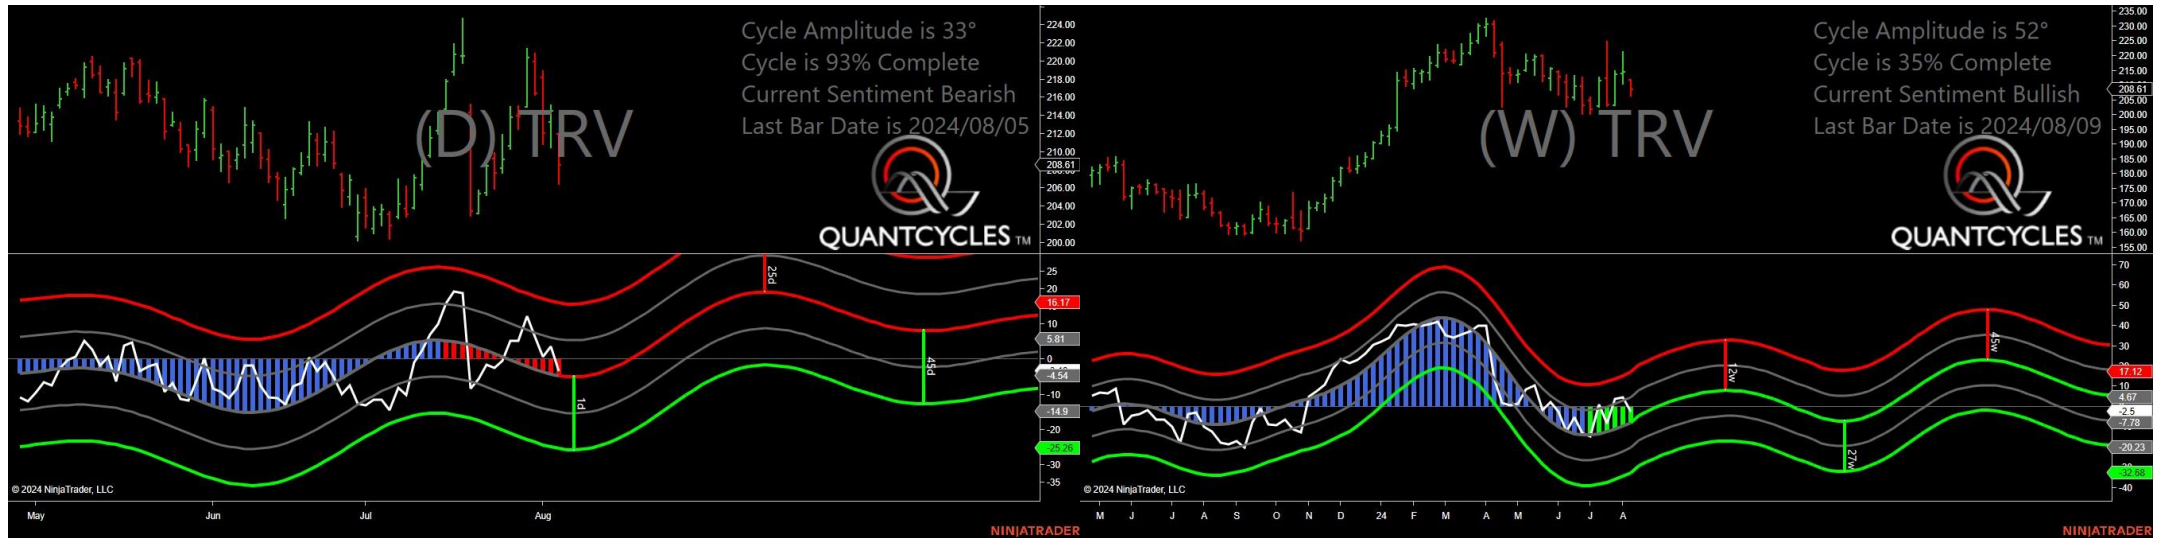 Cycle Amplitude is 33°
Cycle is 93% Complete
Current Sentiment Bearish
Last Bar Date is 2024/08/05
(D) TRV
QUANTCYCLES TM
224.00
222.00
220.00
218.00
216.00
214.00
212.00
210.00
208.61
206.00
204.00
202.00
200.00
25d
1d
45d
25
20
16.17
10
5.81
0
-4.54
-10
-14.9
-20
-25.26
-30
-35
© 2024 NinjaTrader, LLC
May
Jun
Jul
Aug
NINJATRADER
Cycle Amplitude is 52°
Cycle is 35% Complete
Current Sentiment Bullish
Last Bar Date is 2024/08/09
(W) TRV
QUANTCYCLES TM
235.00
230.00
225.00
220.00
215.00
208.61
205.00
200.00
195.00
190.00
185.00
180.00
175.00
170.00
165.00
160.00
155.00
12w
27w
45w
70
60
50
40
30
17.12
10
4.67
-2.5
-7.78
-20.23
-32.68
-40
© 2024 NinjaTrader, LLC
M J J A S O N D 24 F M A M J J A
NINJATRADER